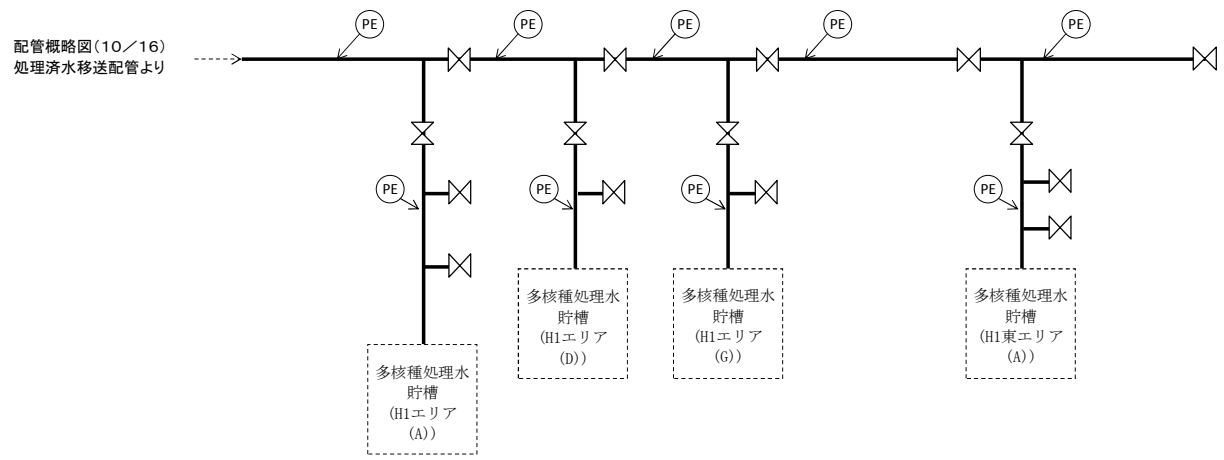 PE
PE
PE
PE
PE
配管概略図(10/16)
処理済水移送配管より
PE
PE
PE
PE
多核種処理水
貯槽
(H1エリア
(D))
多核種処理水
貯槽
(H1エリア
(G))
多核種処理水
貯槽
(H1東エリア
(A))
多核種処理水
貯槽
(H1エリア
(A))